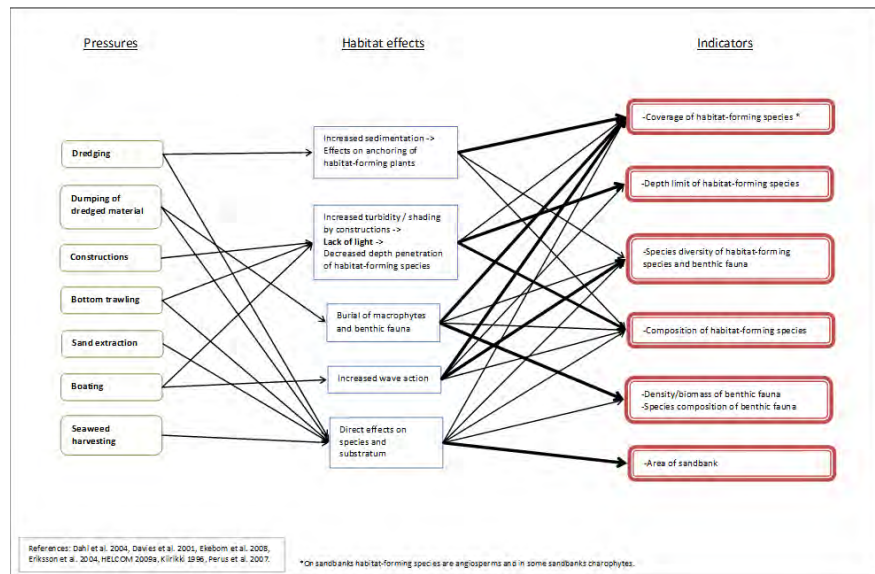 Pressures
Habitat effects
Indicators
Dredging
Dumping of
dredged material
Constructions
Bottom trawling
Sand extraction
Boating
Seaweed
harvesting
Increased sedimentation ->
Effects on anchoring of
habitat-forming plants
Increased turbidity / shading
by constructions ->
Lack of light ->
Decreased depth penetration
of habitat-forming species
Burial of macrophytes
and benthic fauna
Increased wave action
Direct effects on
species and
substratum
-Coverage of habitat-forming species *
-Depth limit of habitat-forming species
-Species diversity of habitat-forming
species and benthic fauna
-Composition of habitat-forming species
-Density/biomass of benthic fauna
-Species composition of benthic fauna
-Area of sandbank
References: Dahl et al. 2004, Davies et al. 2001, Ekebom et al. 2008,
Eriksson et al. 2004, HELCOM 2009a, Kiirikki 1996, Perus et al. 2007.
*On sandbanks habitat-forming species are angiosperms and in some sandbanks charophytes.